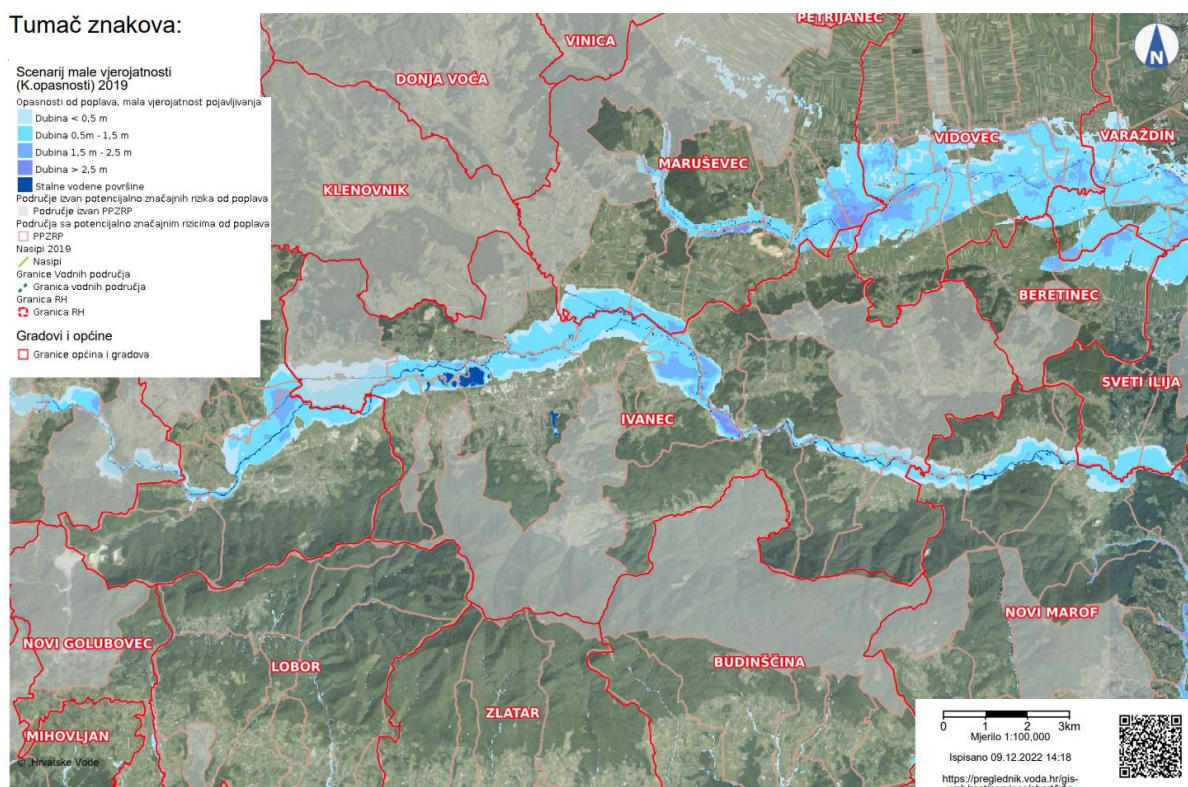 Tumač znakova:
Scenarij male vjerojatnosti
(K.opasnosti) 2019
Opasnosti od poplava, mala vjerojatnost pojavljivanja
Dubina < 0,5 m
Dubina 0,5m - 1,5 m
Dubina 1,5 m - 2,5 m
Dubina > 2,5 m
Stalne vodene površine
Područje izvan potencijalno značajnih rizika od poplava
Područje izvan PPZRP
Područja sa potencijalno značajnim rizicima od poplava
PPZRP
Nasipi 2019
Nasipi
Granice Vodnih područja
Granica vodnih područja
Granica RH
Granica RH
Gradovi i općine
Granice općina i gradova
PETRIJANEC
VINICA
DONJA VOĆA
N
VIDOVEC
VARAŽDIN
MARUŠEVEC
KLENOVNIK
BERETINEC
SVETI ILIJA
IVANEC
NOVI MAROF
NOVI GOLUBOVEC
LOBOR
BUDINŠČINA
ZLATAR
MIHOVLJAN
© ,Hrvatske Vode
0 1 2 3km
Mjerilo 1:100,000
Ispisano 09.12.2022 14:18
https://preglednik.voda.hr/gis-